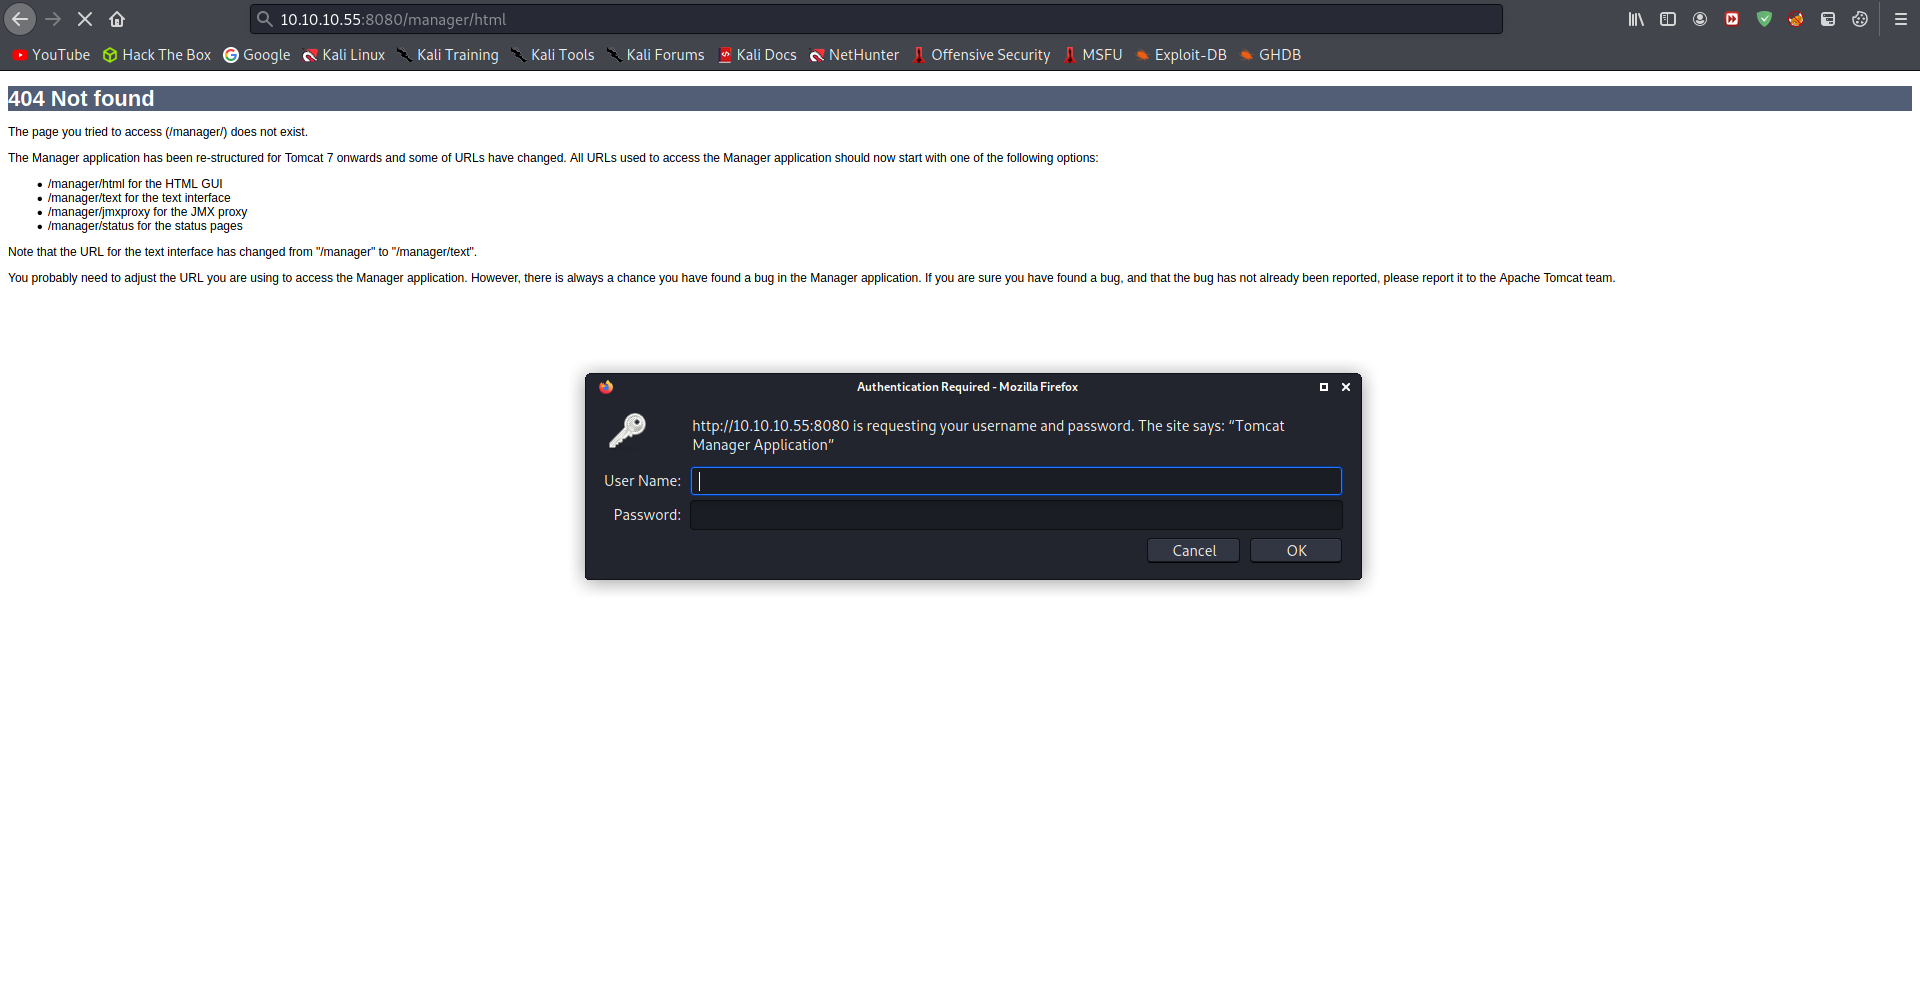 10.10.10.55:8080/manager/html
YouTube Hack The Box Google Kali Linux Kali Training Kali Tools Kali Forums Kali Docs NetHunter Offensive Security MSFU Exploit-DB GHDB
404 Not found
The page you tried to access (/manager/) does not exist.
The Manager application has been re-structured for Tomcat 7 onwards and some of URLs have changed. All URLs used to access the Manager application should now start with one of the following options:
• /manager/html for the HTML GUI
• /manager/text for the text interface
• /manager/jmxproxy for the JMX proxy
• /manager/status for the status pages
Note that the URL for the text interface has changed from "/manager" to "/manager/text".
You probably need to adjust the URL you are using to access the Manager application. However, there is always a chance you have found a bug in the Manager application. If you are sure you have found a bug, and that the bug has not already been reported, please report it to the Apache Tomcat team.
Authentication Required - Mozilla Firefox
http://10.10.10.55:8080 is requesting your username and password. The site says: “Tomcat
Manager Application”
User Name:
Password:
Cancel OK